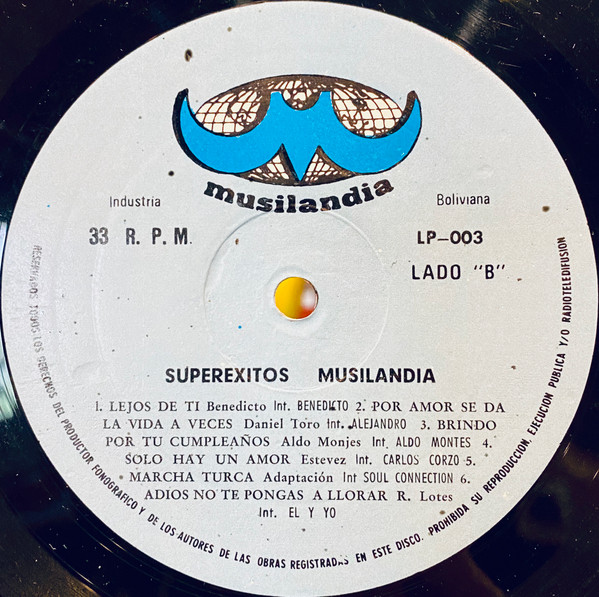 musilandia
Industria
Boliviana
33 R. P. M.
LP-003
LADO "B"
SUPEREXITOS MUSILANDIA
1. LEJOS DE TI Benedicto Int. BENEDICTO 2. POR AMOR SE DA
LA VIDA A VECES Daniel Toro Int. ALEJANDRO 3. BRINDO
POR TU CUMPLEAÑOS Aldo Monjes Int. ALDO MONTES 4.
SOLO HAY UN AMOR Estevez Int. CARLOS CORZO 5.
MARCHA TURCA Adaptación Int SOUL CONNECTION 6.
ADIOS NO TE PONGAS A LLORAR R. Lotes
Int. EL Y YO
RESERVADOS TODOS LOS DERECHOS DEL PRODUCTOR FONOGRAFICO Y DE LOS AUTORES DE LAS OBRAS REGISTRADAS EN ESTE DISCO. PROHIBIDA SU REPRODUCCION, EJECUCION PUBLICA Y/O RADIOTELEDIFUSION